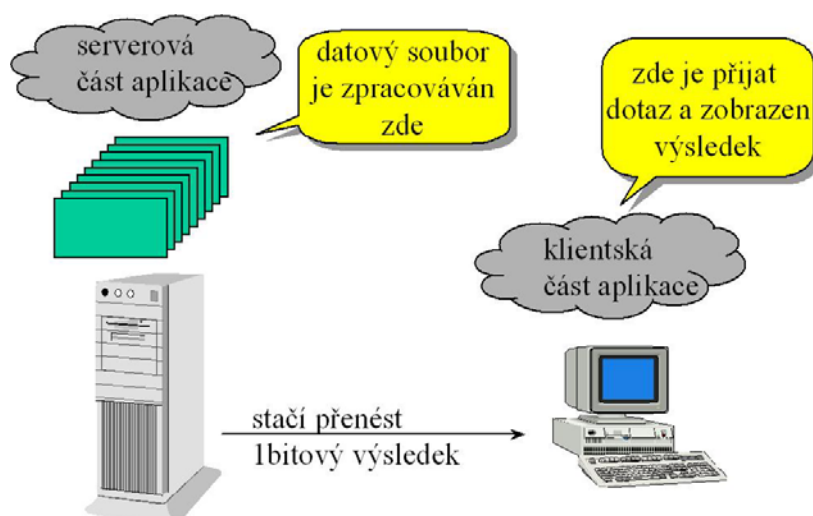 serverová
část aplikace
datový soubor
je zpracováván
zde
zde je přijat
dotaz a zobrazen
výsledek
klientská
část aplikace
stačí přenést
1bitový výsledek